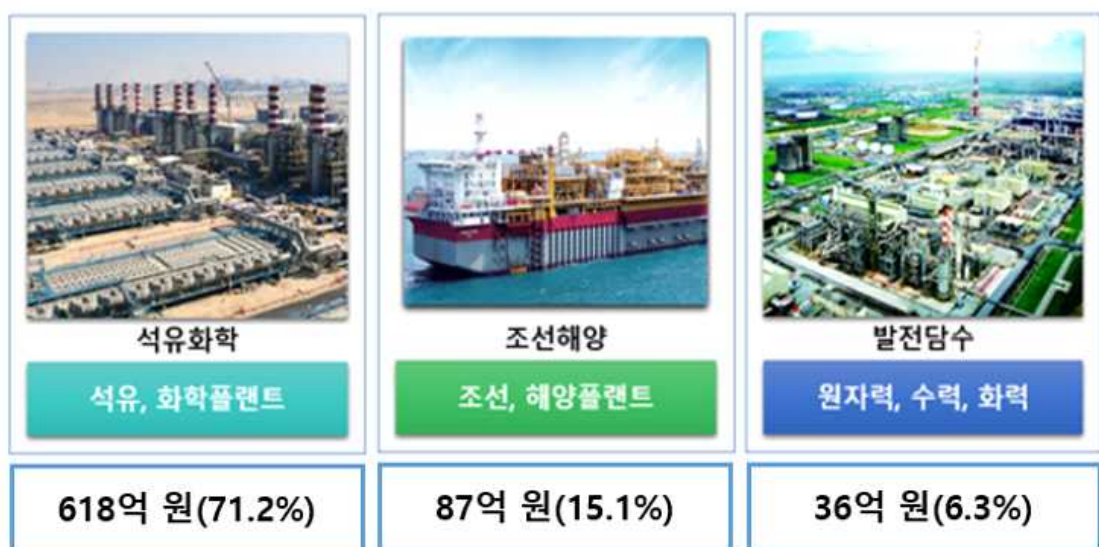 석유화학
석유, 화학플랜트
618억 원(71.2%)
조선해양
조선, 해양플랜트
87억 원(15.1%)
발전담수
원자력, 수력, 화력
36억 원(6.3%)